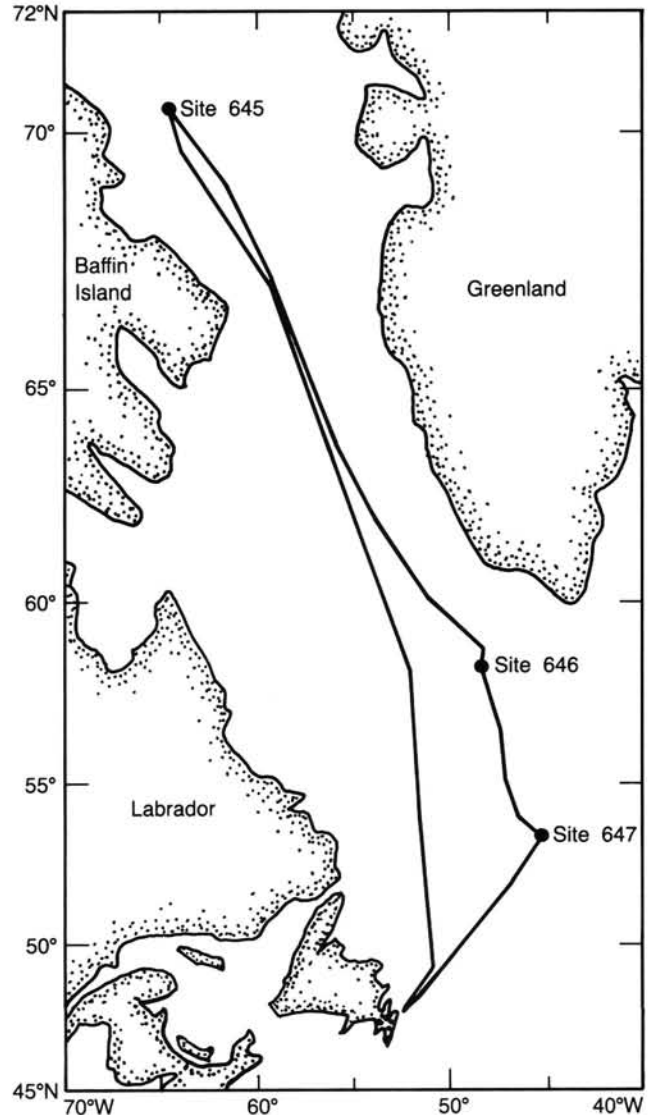 72°N
70°
Site 645
Baffin
Island
Greenland
65°
60°
Site 646
55°
Labrador
Site 647
50°
45°N
70°W
60°
50°
40°W